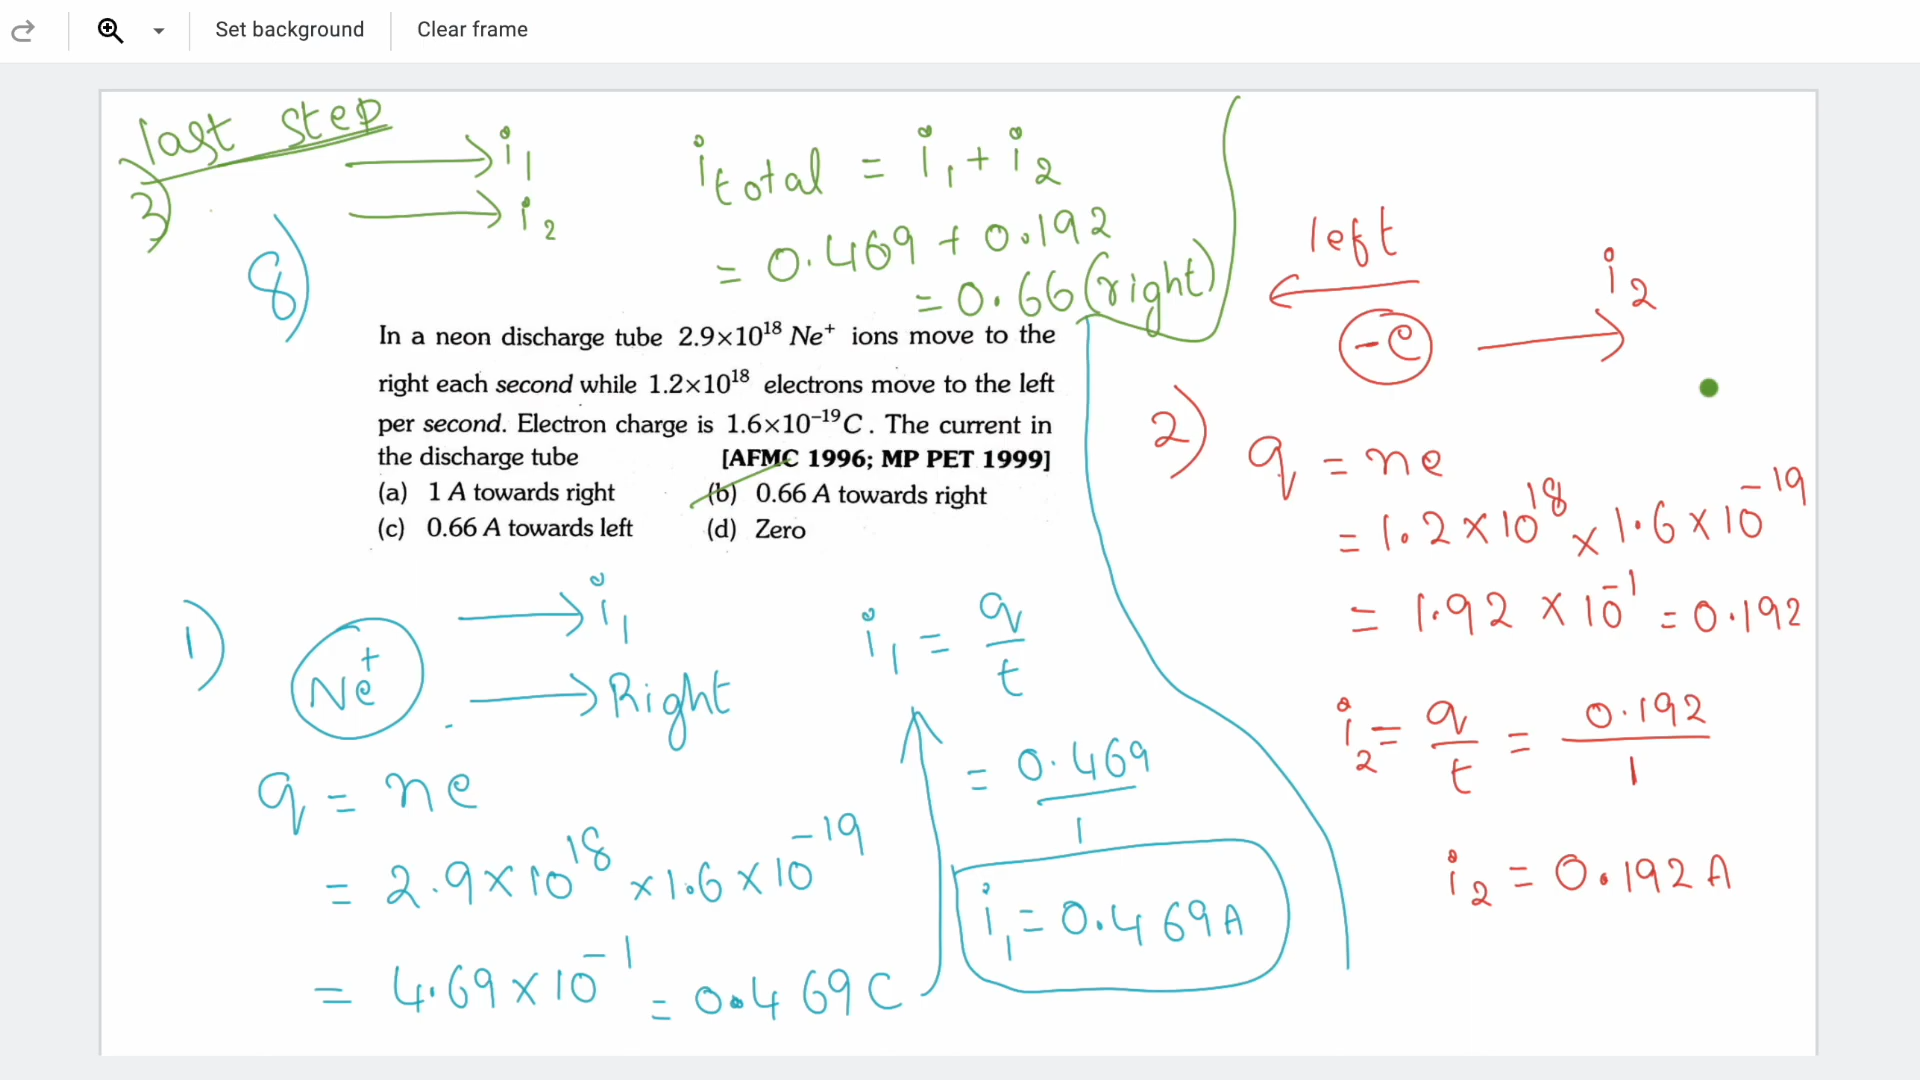 Set background
Clear frame
last step
3)
→ i1
→ i2
i total = i1 + i2
= 0.469 + 0.192
= 0.66 (right)
8)
In a neon discharge tube 2.9×10^18 Ne^+ ions move to the
right each second while 1.2×10^18 electrons move to the left
per second. Electron charge is 1.6×10^−19 C. The current in
the discharge tube [AFMC 1996; MP PET 1999]
(a) 1 A towards right (b) 0.66 A towards right
(c) 0.66 A towards left (d) Zero
1)
Ne^+
→ i1
→ Right
q = ne
= 2.9 × 10^18 × 1.6 × 10^−19
= 4.69 × 10^−1 = 0.469 C
i1 = q/t
= 0.469/1
i1 = 0.469 A
left
←
−e → i2
2)
q = ne
= 1.2 × 10^18 × 1.6 × 10^−19
= 1.92 × 10^−1 = 0.192
i2 = q/t = 0.192/1
i2 = 0.192 A